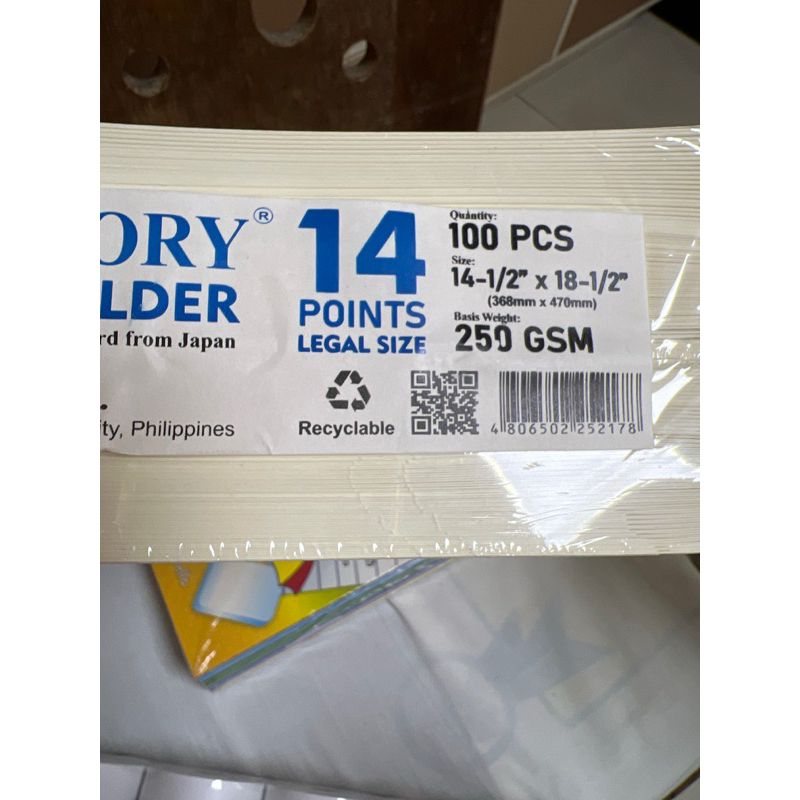 ORY®
LDER
rd from Japan
ty, Philippines
14
POINTS
LEGAL SIZE
Recyclable
Quantity:
100 PCS
Size:
14-1/2" x 18-1/2"
(368mm x 470mm)
Basis Weight:
250 GSM
4 806502 252178